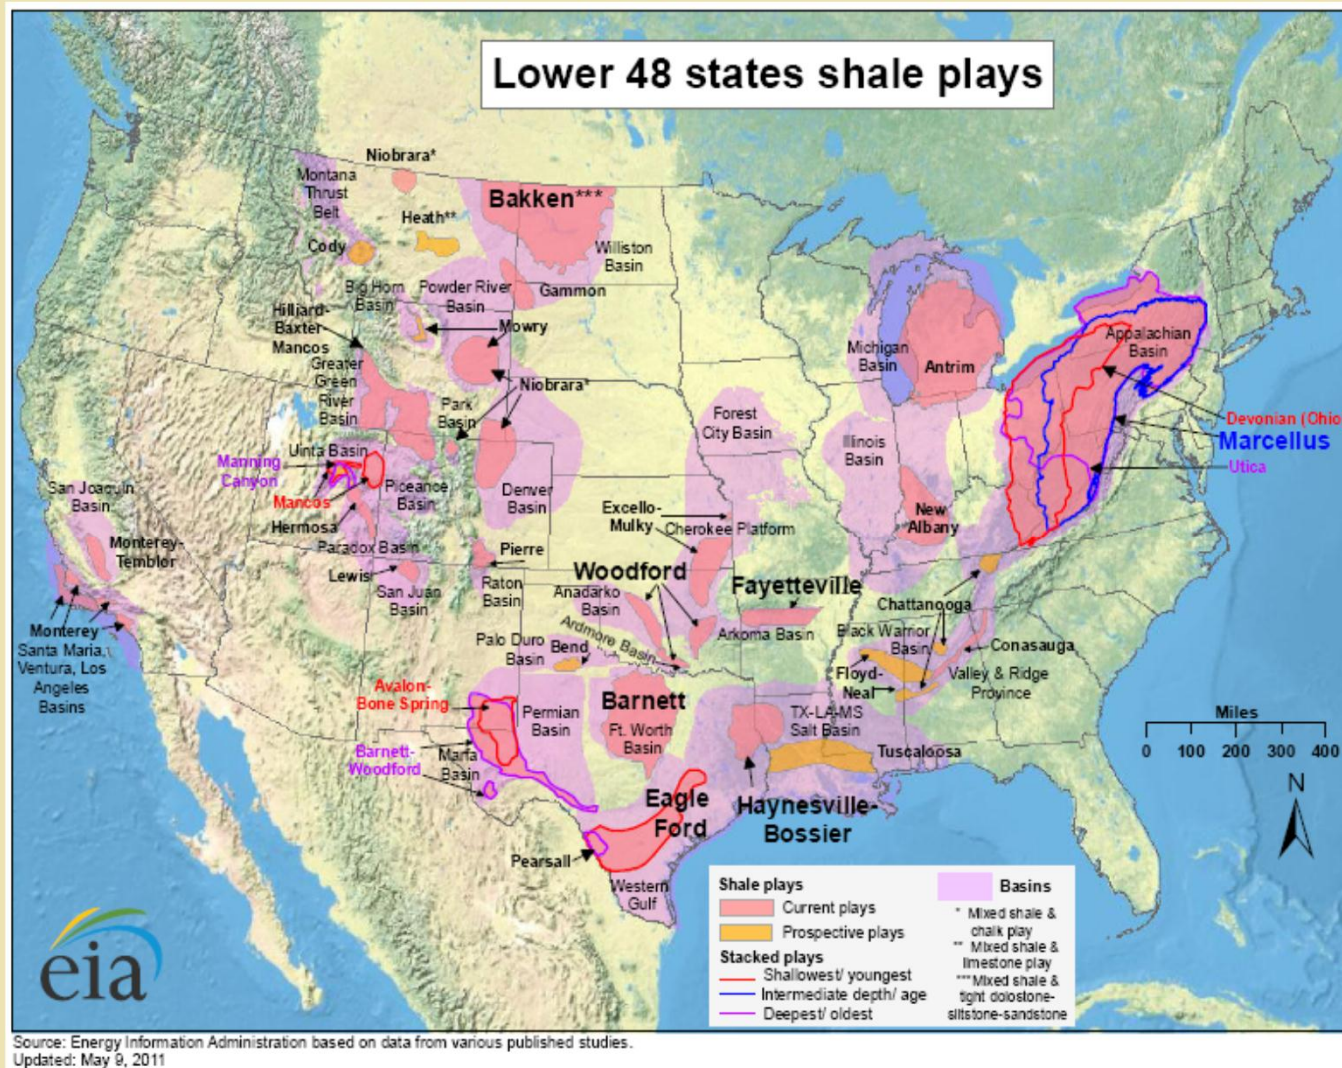 Lower 48 states shale plays
Niobrara*
Montana
Thrust
Belt
Bakken***
Heath**
Cody
Williston
Basin
Big Horn
Basin
Powder River
Basin
Gammon
Hilliard-
Baxter-
Mancos
Mowry
Greater
Green
River
Basin
Niobrara*
Park
Basin
Michigan
Basin
Antrim
Appalachian
Basin
Forest
City Basin
Illinois
Basin
Devonian (Ohio
Marcellus
Utica
Uinta Basin
Manning
Canyon
Mancos
Piceance
Basin
Denver
Basin
Hermosa
Paradox Basin
San Joaquin
Basin
Monterey-
Temblor
Excello-
Mulky
Cherokee Platform
New
Albany
Pierre
Lewis
San Juan
Basin
Raton
Basin
Woodford
Anadarko
Basin
Fayetteville
Arkoma Basin
Chattanooga
Black Warrior
Basin
Conasauga
Monterey
Santa Maria,
Ventura, Los
Angeles
Basins
Palo Duro
Basin
Bend
Ardmore Basin
Floyd-
Neal
Valley & Ridge
Province
Avalon-
Bone Spring
Permian
Basin
Barnett
Ft. Worth
Basin
TX-LA-MS
Salt Basin
Tuscaloosa
Barnett-
Woodford
Marfa
Basin
Eagle
Ford
Haynesville-
Bossier
Pearsall
Western
Gulf
Miles
0 100 200 300 400
N
Shale plays
Current plays
Prospective plays
Stacked plays
Shallowest/ youngest
Intermediate depth/ age
Deepest/ oldest
Basins
* Mixed shale &
chalk play
** Mixed shale &
limestone play
***Mixed shale &
tight dolostone-
siltstone-sandstone
eia
Source: Energy Information Administration based on data from various published studies.
Updated: May 9, 2011